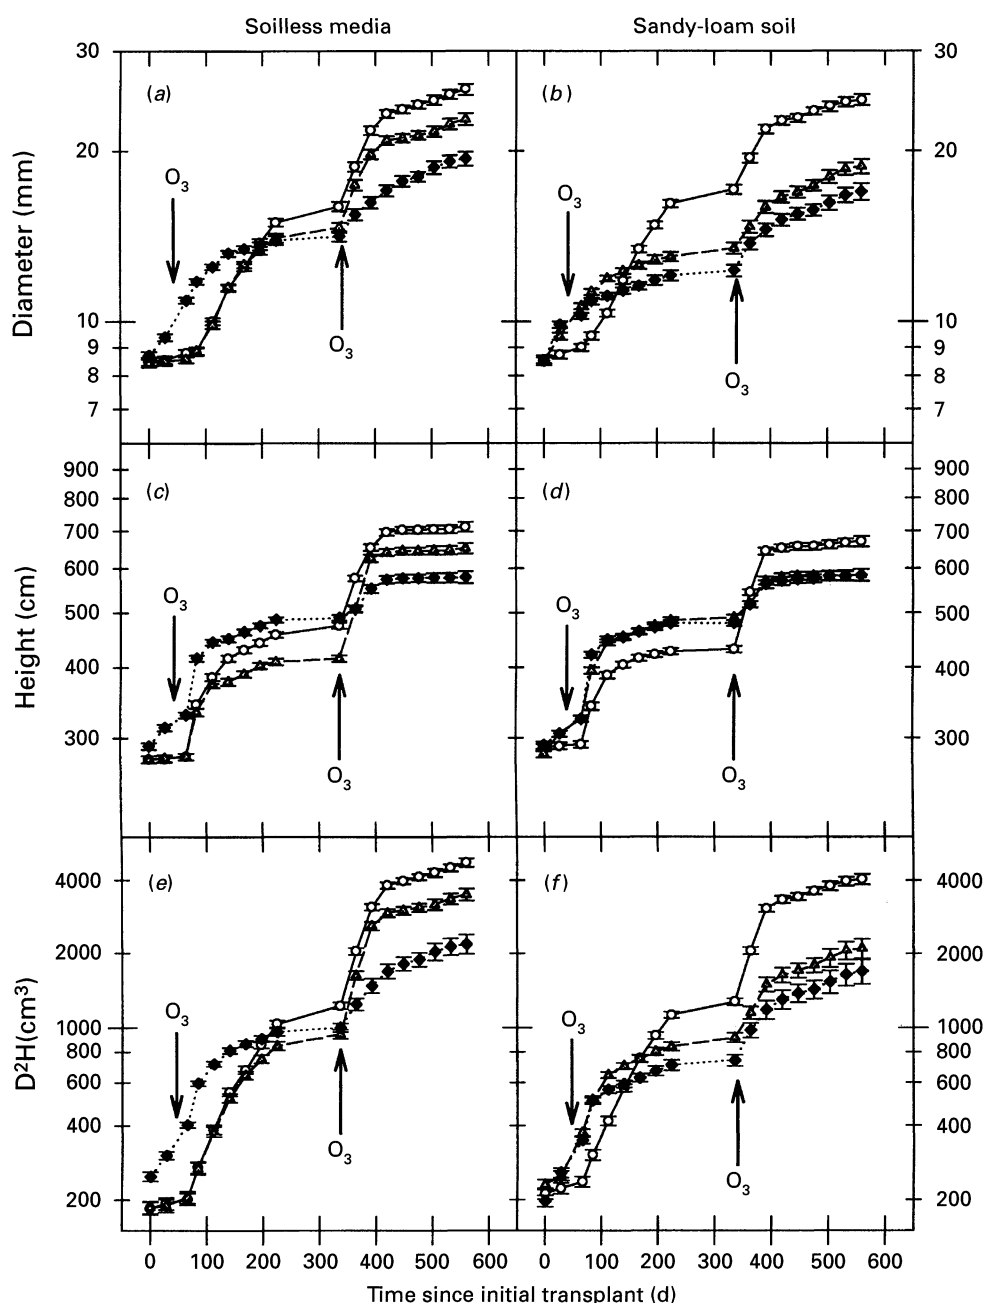 Soilless media Sandy-loam soil
30 30
(a) (b)
20 20
O3 O3
Diameter (mm)
10 10
O3 O3
9 9
8 8
7 7
900 900
(c) (d)
800 800
700 700
600 600
O3 O3
Height (cm)
500 500
400 400
300 300
O3 O3
(e) (f)
4000 4000
2000 2000
O3 O3
D²H(cm³)
1000 1000
800 800
600 600
400 400
O3 O3
200 200
0 100 200 300 400 500 600 0 100 200 300 400 500 600
Time since initial transplant (d)